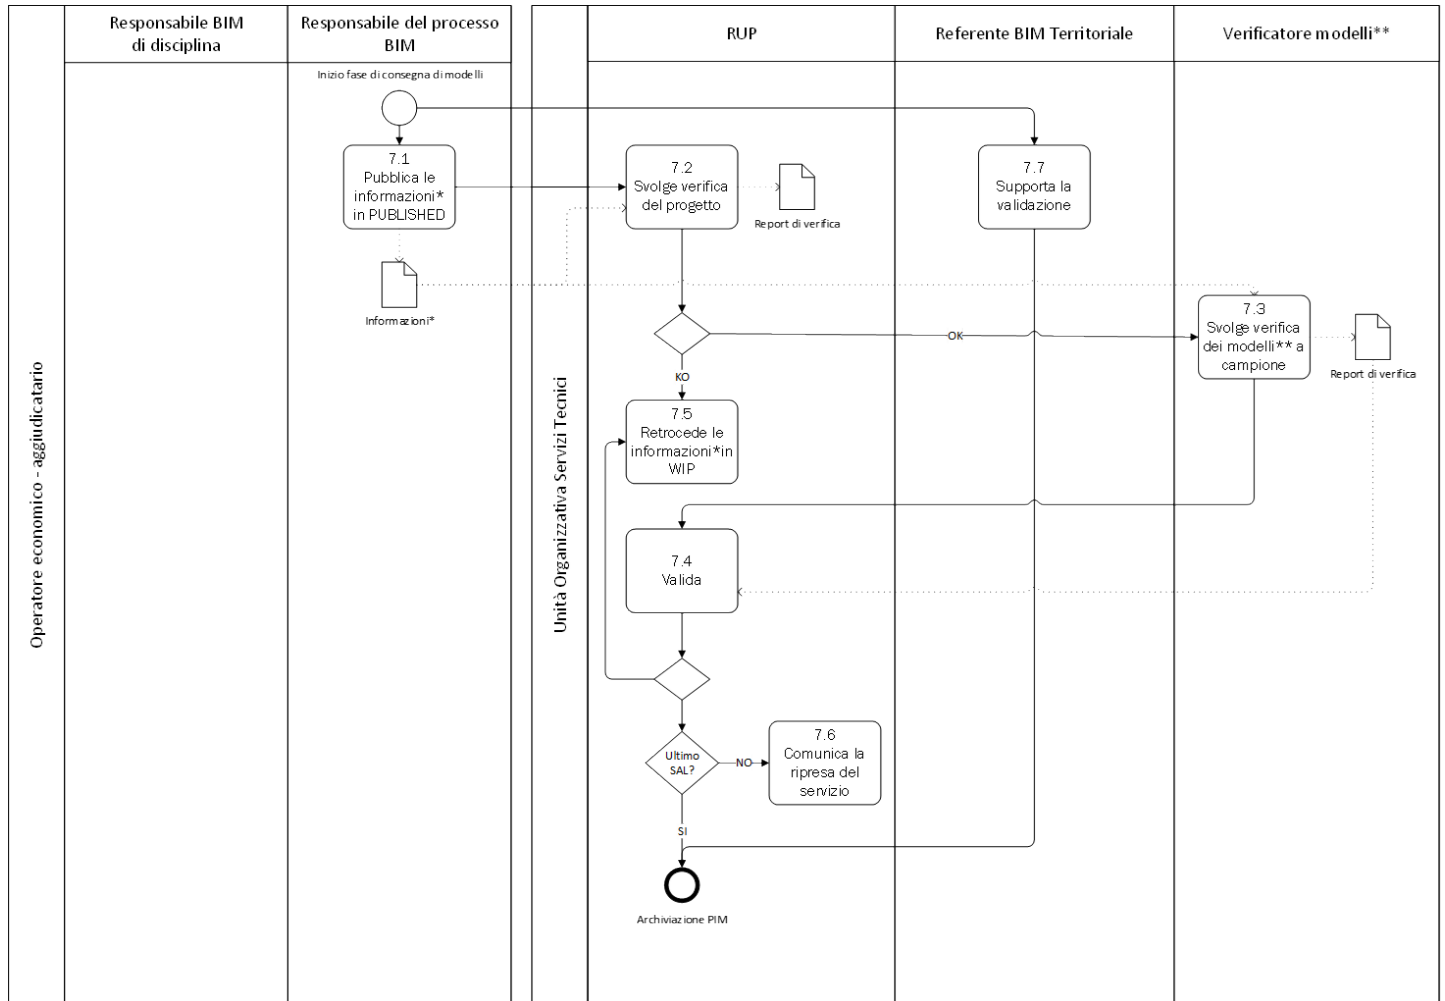 Responsabile BIM
di disciplina
Responsabile del processo
BIM
RUP
Referente BIM Territoriale
Verificatore modelli**
Operatore economico - aggiudicatario
Unità Organizzativa Servizi Tecnici
Inizio fase di consegna di modelli
7.1
Pubblica le
informazioni*
in PUBLISHED
Informazioni*
7.2
Svolge verifica
del progetto
Report di verifica
7.7
Supporta la
validazione
OK
7.3
Svolge verifica
dei modelli** a
campione
Report di verifica
KO
7.5
Retrocede le
informazioni*in
WIP
7.4
Valida
Ultimo
SAL?
NO
7.6
Comunica la
ripresa del
servizio
SI
Archiviazione PIM